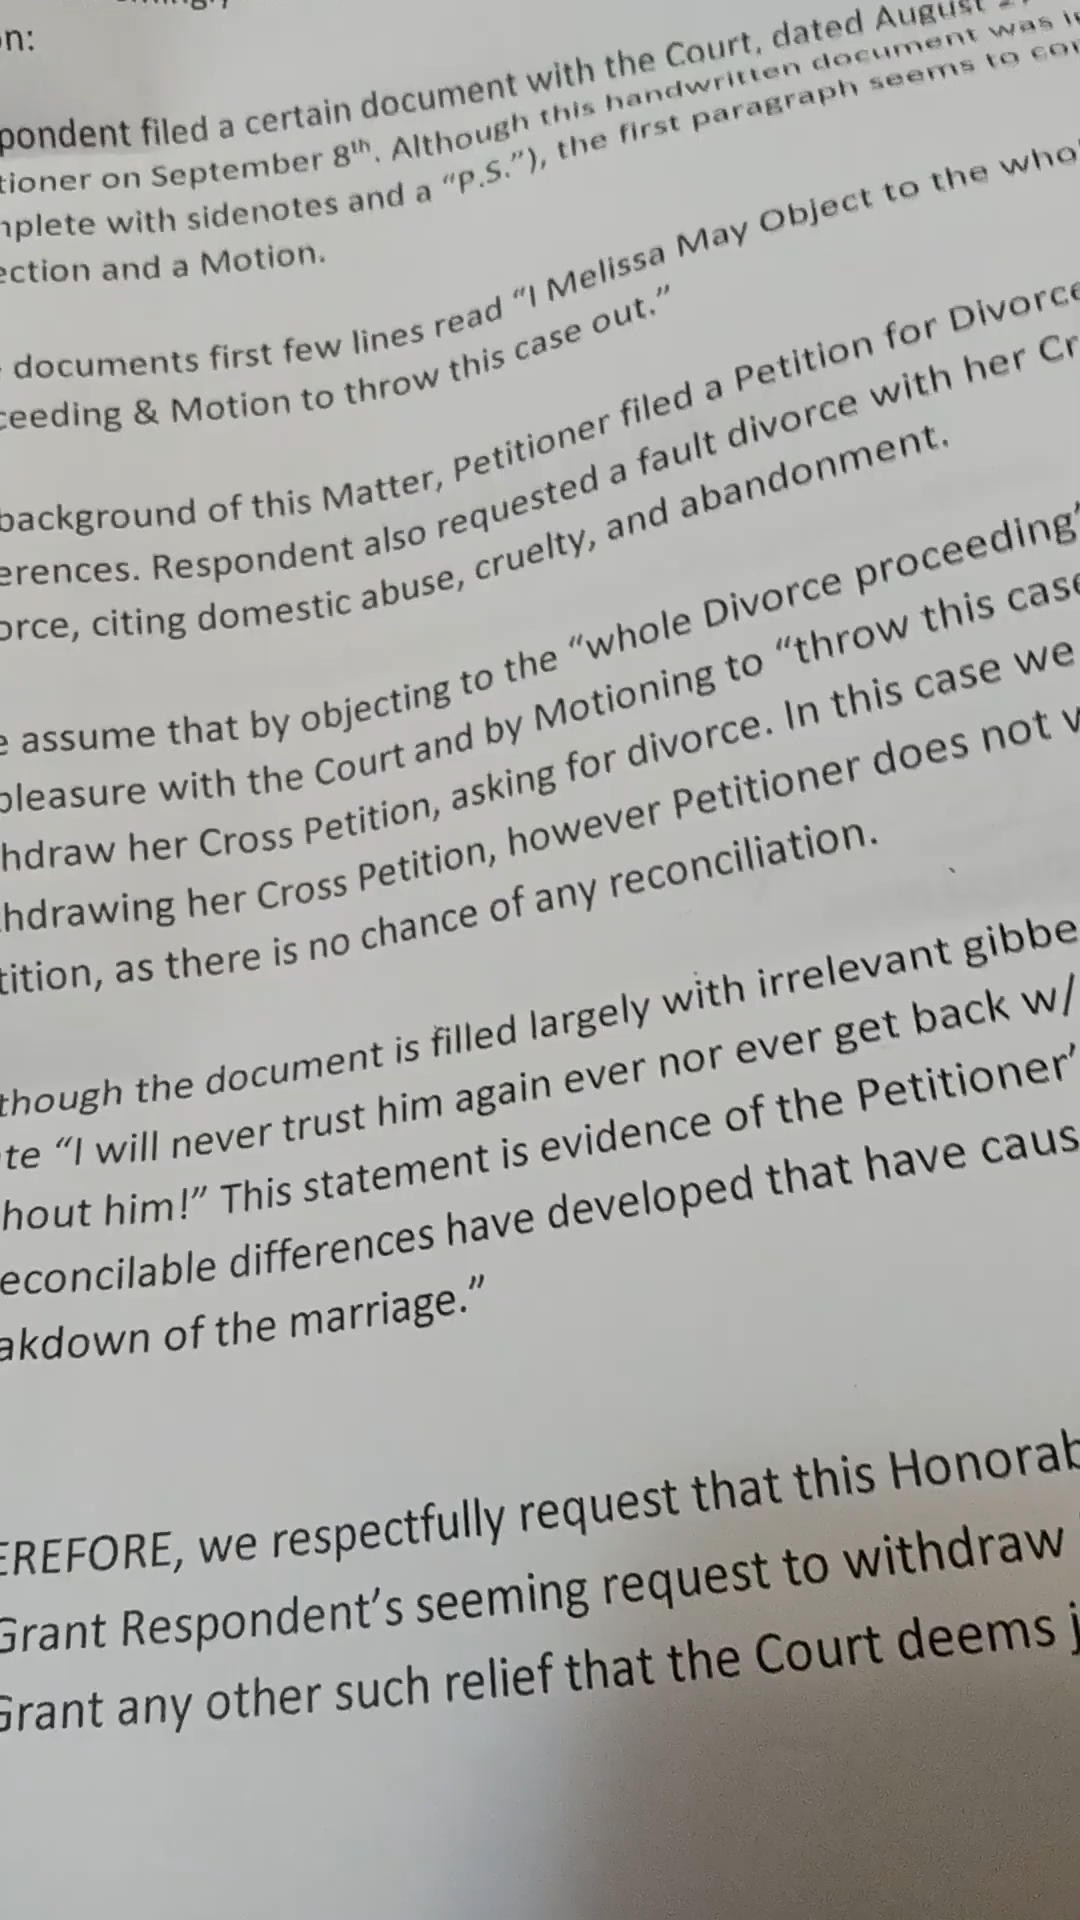 on:
pondent filed a certain document with the Court, dated August
tioner on September 8th. Although this handwritten document was
mplete with sidenotes and a “P.S.”), the first paragraph seems to
ection and a Motion.
documents first few lines read “I Melissa May Object to the
ceeding & Motion to throw this case out.”
background of this Matter, Petitioner filed a Petition for Divorce
erences. Respondent also requested a fault divorce with her Cr
orce, citing domestic abuse, cruelty, and abandonment.
e assume that by objecting to the “whole Divorce proceeding”
pleasure with the Court and by Motioning to “throw this case
hdraw her Cross Petition, asking for divorce. In this case we
hdrawing her Cross Petition, however Petitioner does not
tition, as there is no chance of any reconciliation.
though the document is filled largely with irrelevant gibbe
te “I will never trust him again ever nor ever get back w/
hout him!” This statement is evidence of the Petitioner’
econcilable differences have developed that have caus
akdown of the marriage.”
EREFORE, we respectfully request that this Honorab
Grant Respondent’s seeming request to withdraw
Grant any other such relief that the Court deems j